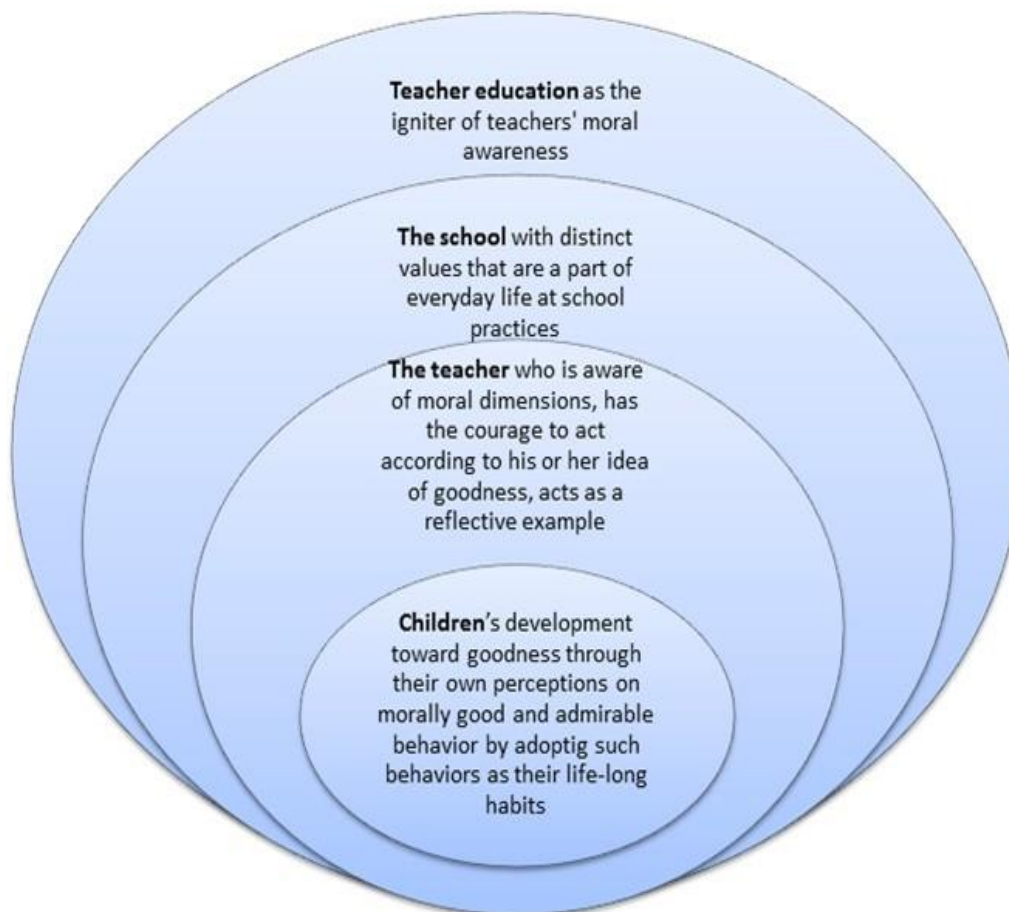 Teacher education as the
igniter of teachers' moral
awareness
The school with distinct
values that are a part of
everyday life at school
practices
The teacher who is aware
of moral dimensions, has
the courage to act
according to his or her idea
of goodness, acts as a
reflective example
Children's development
toward goodness through
their own perceptions on
morally good and admirable
behavior by adoptig such
behaviors as their life-long
habits